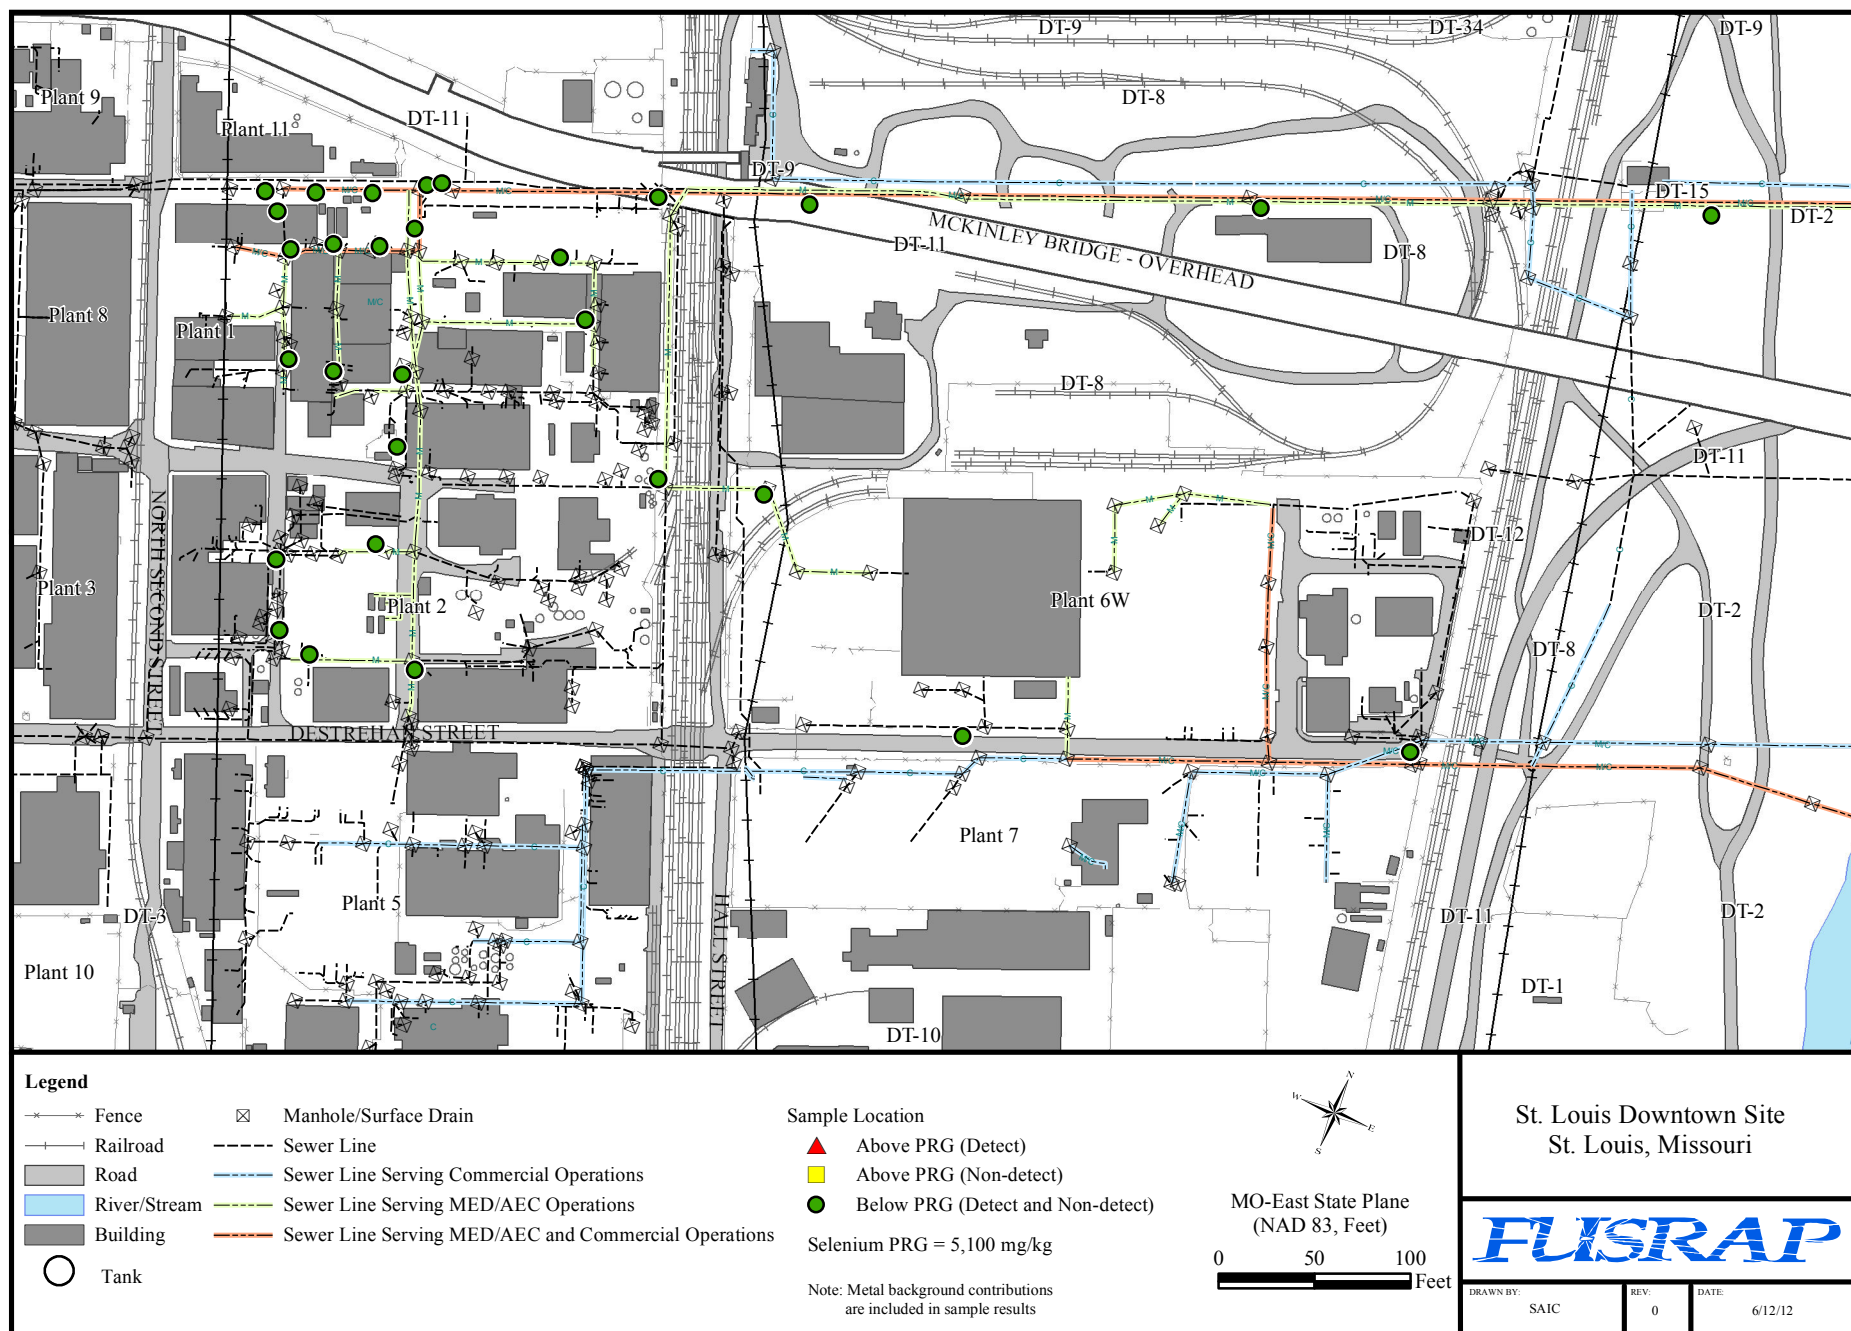 DT-9
DT-34
DT-9
Plant 9
DT-8
Plant 11
DT-11
DT-9
DT-15
DT-2
MCKINLEY BRIDGE - OVERHEAD
DT-11
DT-8
Plant 8
Plant 1
M/C
DT-8
DT-11
NORTH SECOND STREET
DT-12
Plant 3
Plant 2
Plant 6W
DT-2
DT-8
DESTREHAN STREET
Plant 7
Plant 5
DT-3
HALL STREET
DT-11
DT-2
Plant 10
DT-1
DT-10
C
Legend
Fence
Railroad
Road
River/Stream
Building
Tank
Manhole/Surface Drain
Sewer Line
Sewer Line Serving Commercial Operations
Sewer Line Serving MED/AEC Operations
Sewer Line Serving MED/AEC and Commercial Operations
Sample Location
Above PRG (Detect)
Above PRG (Non-detect)
Below PRG (Detect and Non-detect)
Selenium PRG = 5,100 mg/kg
Note: Metal background contributions
are included in sample results
N
W
E
S
MO-East State Plane
(NAD 83, Feet)
0 50 100
Feet
St. Louis Downtown Site
St. Louis, Missouri
FUSRAP
DRAWN BY:
SAIC
REV:
0
DATE:
6/12/12